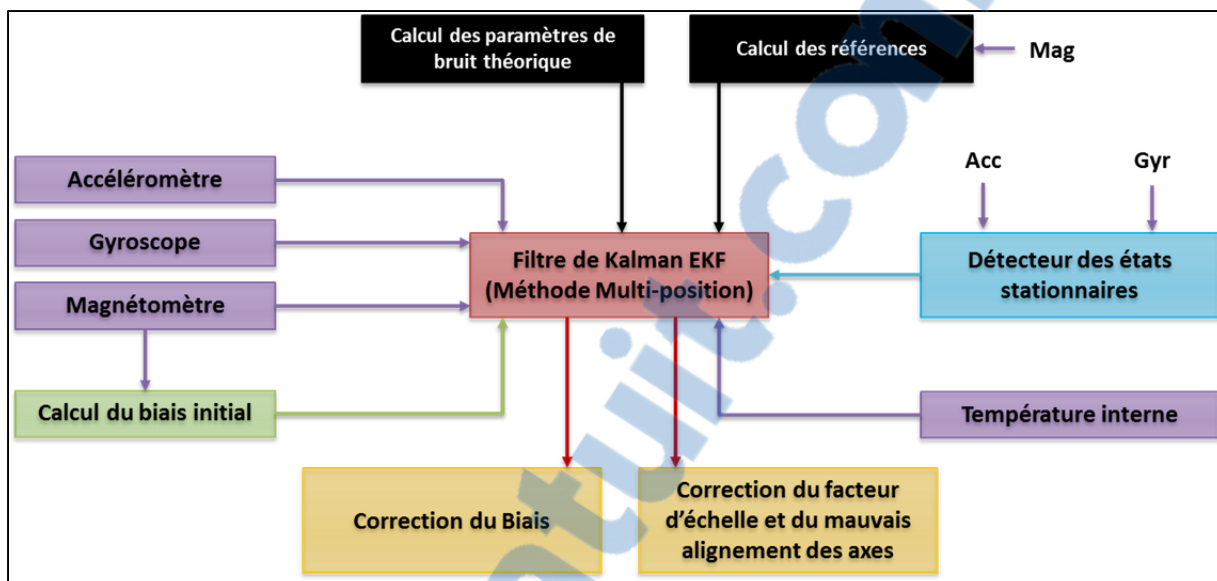 Calcul des paramètres de
bruit théorique
Calcul des références
Mag
Accéléromètre
Gyroscope
Magnétomètre
Calcul du biais initial
Filtre de Kalman EKF
(Méthode Multi-position)
Acc
Gyr
Détecteur des états
stationnaires
Température interne
Correction du Biais
Correction du facteur
d'échelle et du mauvais
alignement des axes